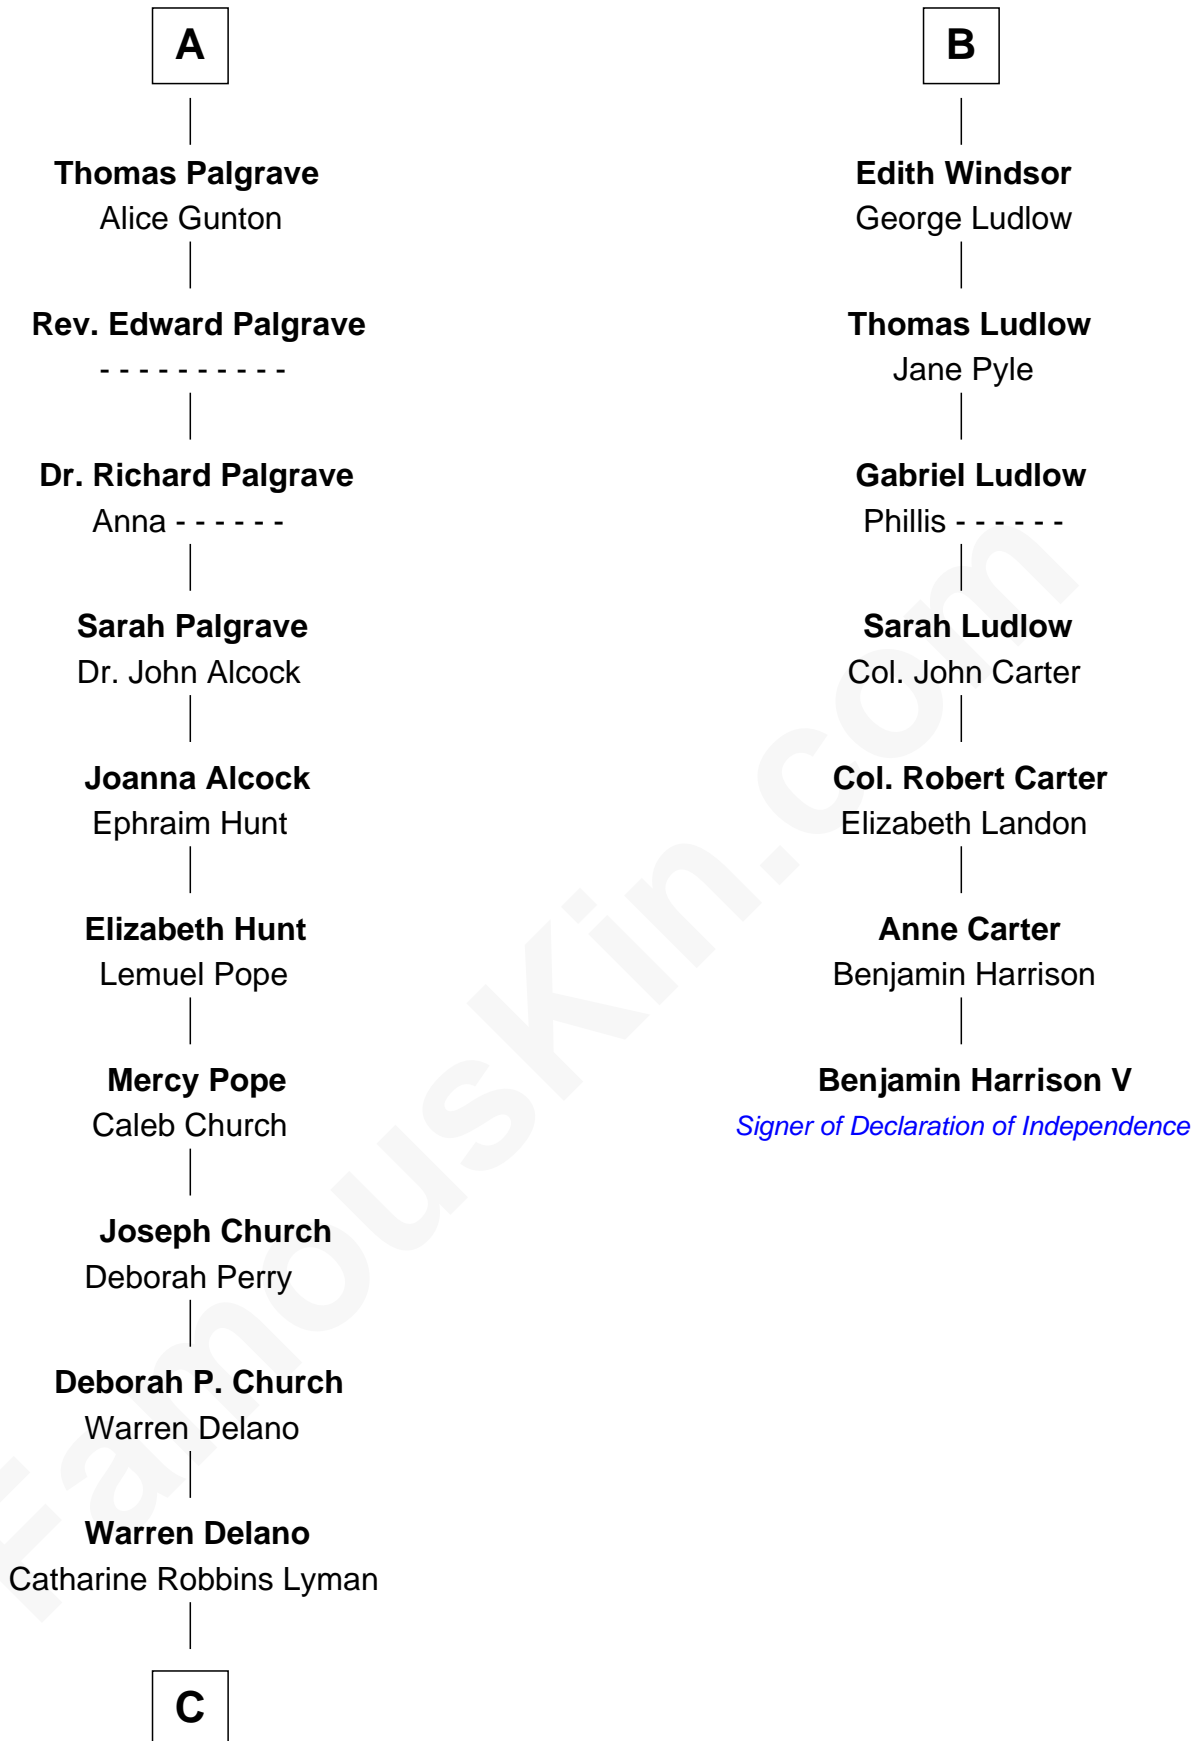 A
Thomas Palgrave
Alice Gunton
Rev. Edward Palgrave
- - - - - - - - - -
Dr. Richard Palgrave
Anna - - - - - -
Sarah Palgrave
Dr. John Alcock
Joanna Alcock
Ephraim Hunt
Elizabeth Hunt
Lemuel Pope
Mercy Pope
Caleb Church
Joseph Church
Deborah Perry
Deborah P. Church
Warren Delano
Warren Delano
Catharine Robbins Lyman
C
B
Edith Windsor
George Ludlow
Thomas Ludlow
Jane Pyle
Gabriel Ludlow
Phillis - - - - - -
Sarah Ludlow
Col. John Carter
Col. Robert Carter
Elizabeth Landon
Anne Carter
Benjamin Harrison
Benjamin Harrison V
Signer of Declaration of Independence
FamousKin.com